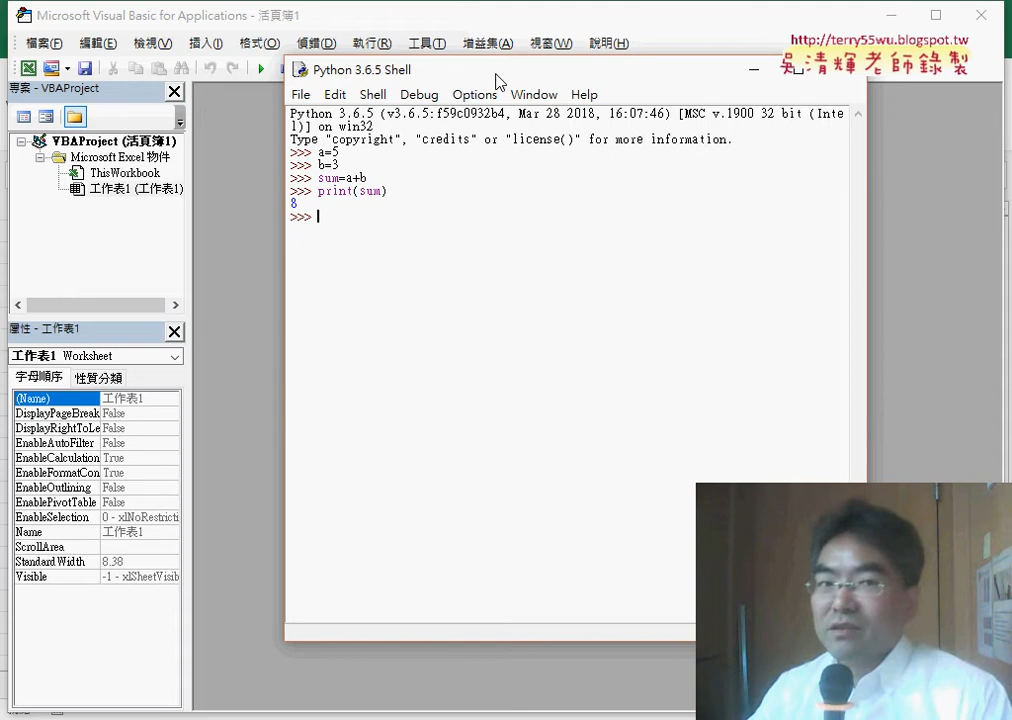 Microsoft Visual Basic for Applications - 活頁簿1
檔案(F) 編輯(E) 檢視(V) 插入(I) 格式(O) 偵錯(D) 執行(R) 工具(T) 增益集(A) 視窗(W) 說明(H)
http://terry55wu.blogspot.tw
吳清輝老師錄製
專案 - VBAProject
VBAProject (活頁簿1)
Microsoft Excel 物件
ThisWorkbook
工作表1 (工作表1)
屬性 - 工作表1
工作表1 Worksheet
字母順序 性質分類
(Name) 工作表1
DisplayPageBreak False
DisplayRightToLe False
EnableAutoFilter False
EnableCalculation True
EnableFormatCon True
EnableOutlining False
EnablePivotTable False
EnableSelection 0 - xlNoRestricti
Name 工作表1
ScrollArea
Standard Width 8.38
Visible -1 - xlSheetVisib
Python 3.6.5 Shell
File Edit Shell Debug Options Window Help
Python 3.6.5 (v3.6.5:f59c0932b4, Mar 28 2018, 16:07:46) [MSC v.1900 32 bit (Inte
l)] on win32
Type "copyright", "credits" or "license()" for more information.
>>> a=5
>>> b=3
>>> sum=a+b
>>> print(sum)
8
>>>